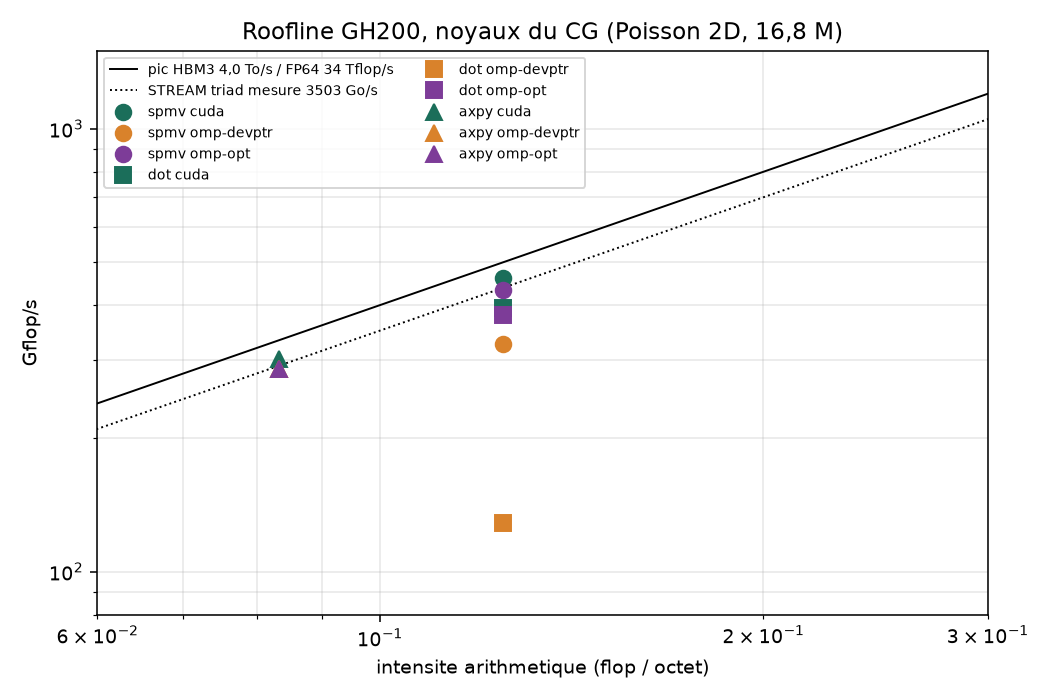 Roofline GH200, noyaux du CG (Poisson 2D, 16,8 M)
pic HBM3 4,0 To/s / FP64 34 Tflop/s
STREAM triad mesure 3503 Go/s
spmv cuda
spmv omp-devptr
spmv omp-opt
dot cuda
dot omp-devptr
dot omp-opt
axpy cuda
axpy omp-devptr
axpy omp-opt
Gflop/s
10³
10²
6 × 10⁻²
10⁻¹
2 × 10⁻¹
3 × 10⁻¹
intensite arithmetique (flop / octet)